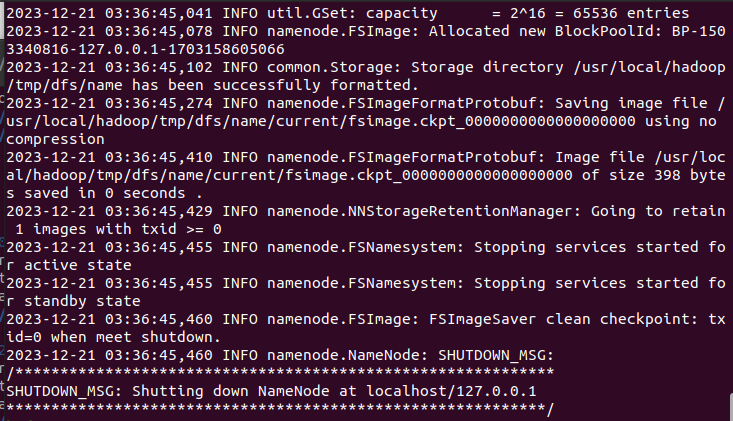 2023-12-21 03:36:45,041 INFO util.GSet: capacity      = 2^16 = 65536 entries
2023-12-21 03:36:45,078 INFO namenode.FSImage: Allocated new BlockPoolId: BP-150
3340816-127.0.0.1-1703158605066
2023-12-21 03:36:45,102 INFO common.Storage: Storage directory /usr/local/hadoop
/tmp/dfs/name has been successfully formatted.
2023-12-21 03:36:45,274 INFO namenode.FSImageFormatProtobuf: Saving image file /
usr/local/hadoop/tmp/dfs/name/current/fsimage.ckpt_0000000000000000000 using no
compression
2023-12-21 03:36:45,410 INFO namenode.FSImageFormatProtobuf: Image file /usr/loc
al/hadoop/tmp/dfs/name/current/fsimage.ckpt_0000000000000000000 of size 398 byte
s saved in 0 seconds .
2023-12-21 03:36:45,429 INFO namenode.NNStorageRetentionManager: Going to retain
 1 images with txid >= 0
2023-12-21 03:36:45,455 INFO namenode.FSNamesystem: Stopping services started fo
r active state
2023-12-21 03:36:45,455 INFO namenode.FSNamesystem: Stopping services started fo
r standby state
2023-12-21 03:36:45,460 INFO namenode.FSImage: FSImageSaver clean checkpoint: tx
id=0 when meet shutdown.
2023-12-21 03:36:45,460 INFO namenode.NameNode: SHUTDOWN_MSG:
/************************************************************
SHUTDOWN_MSG: Shutting down NameNode at localhost/127.0.0.1
************************************************************/